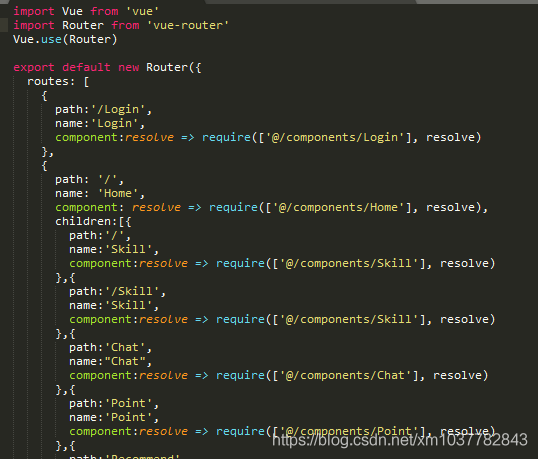 import Vue from 'vue'
import Router from 'vue-router'
Vue.use(Router)
export default new Router({
  routes: [
    {
      path:'/Login',
      name:'Login',
      component:resolve => require(['@/components/Login'], resolve)
    },
    {
      path: '/',
      name: 'Home',
      component: resolve => require(['@/components/Home'], resolve),
      children:[{
        path:'/',
        name:'Skill',
        component:resolve => require(['@/components/Skill'], resolve)
      },{
        path:'/Skill',
        name:'Skill',
        component:resolve => require(['@/components/Skill'], resolve)
      },{
        path:'Chat',
        name:"Chat",
        component:resolve => require(['@/components/Chat'], resolve)
      },{
        path:'Point',
        name:'Point',
        component:resolve => require(['@/components/Point'], resolve)
https://blog.csdn.net/xm1037782843
      },{
        path:'Recommend'